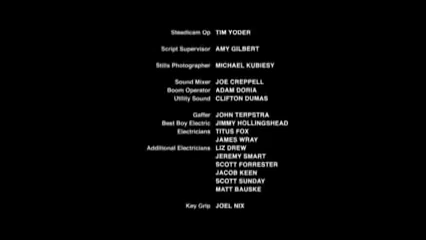 Steadicam Op TIM YODER
Script Supervisor AMY GILBERT
Stills Photographer MICHAEL KUBIESY
Sound Mixer JOE CREPPELL
Boom Operator ADAM DORIA
Utility Sound CLIFTON DUMAS
Gaffer JOHN TERPSTRA
Best Boy Electric JIMMY HOLLINGSHEAD
Electricians TITUS FOX
JAMES WRAY
Additional Electricians LIZ DREW
JEREMY SMART
SCOTT FORRESTER
JACOB KEEN
SCOTT SUNDAY
MATT BAUSKE
Key Grip JOEL NIX